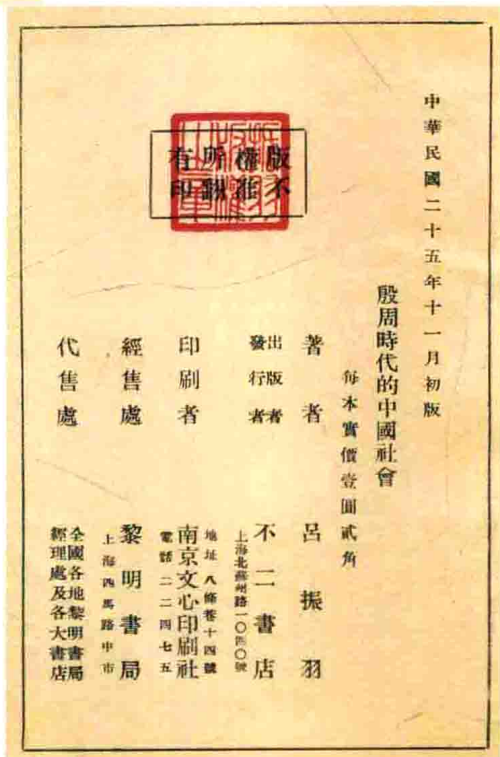 中華民國二十五年十一月初版
殷周時代的中國社會
每本實價壹圓貳角
版權所有
不准翻印
著者
呂振羽
出版者
發行者
不二書店
上海北蘇州路一〇四〇號
印刷者
地址 八條巷十四號
南京文心印刷社
電話 二二四七五
經售處
黎明書局
上海四馬路中市
代售處
全國各地黎明書局
經理處及各大書店